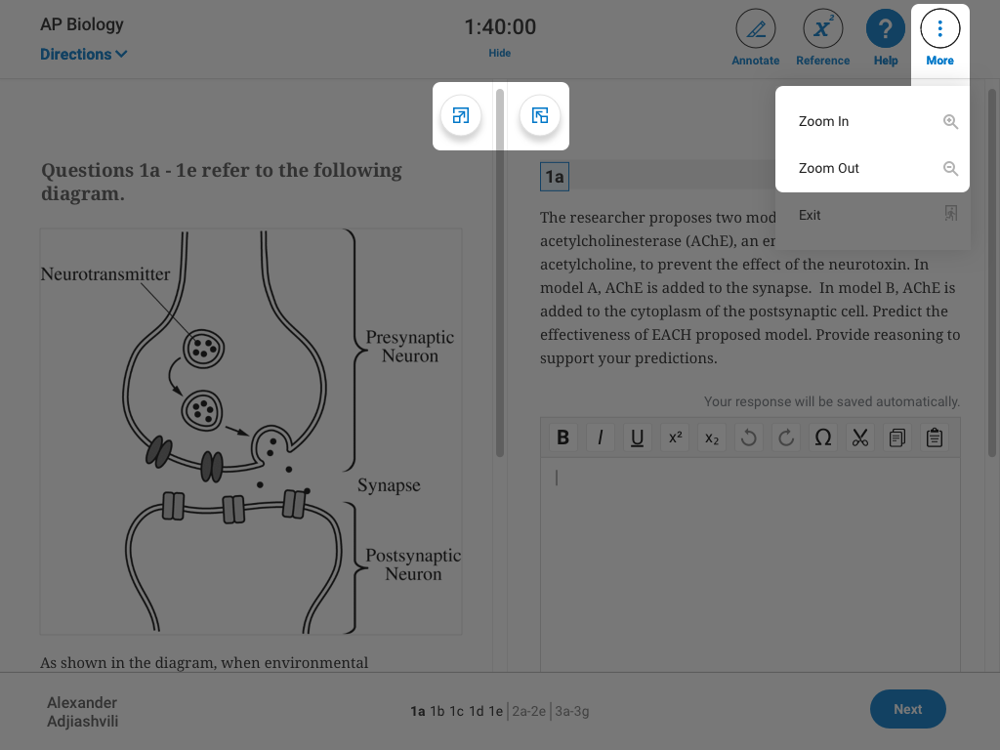 AP Biology
Directions
1:40:00
Hide
Annotate
x²
Reference
?
Help
More
Zoom In
Zoom Out
Exit
Questions 1a - 1e refer to the following
diagram.
Neurotransmitter
Presynaptic
Neuron
Synapse
Postsynaptic
Neuron
As shown in the diagram, when environmental
1a
The researcher proposes two mod
acetylcholinesterase (AChE), an en
acetylcholine, to prevent the effect of the neurotoxin. In
model A, AChE is added to the synapse. In model B, AChE is
added to the cytoplasm of the postsynaptic cell. Predict the
effectiveness of EACH proposed model. Provide reasoning to
support your predictions.
Your response will be saved automatically.
B I U x² x₂ Ω
Alexander
Adjiashvili
1a 1b 1c 1d 1e | 2a-2e | 3a-3g
Next